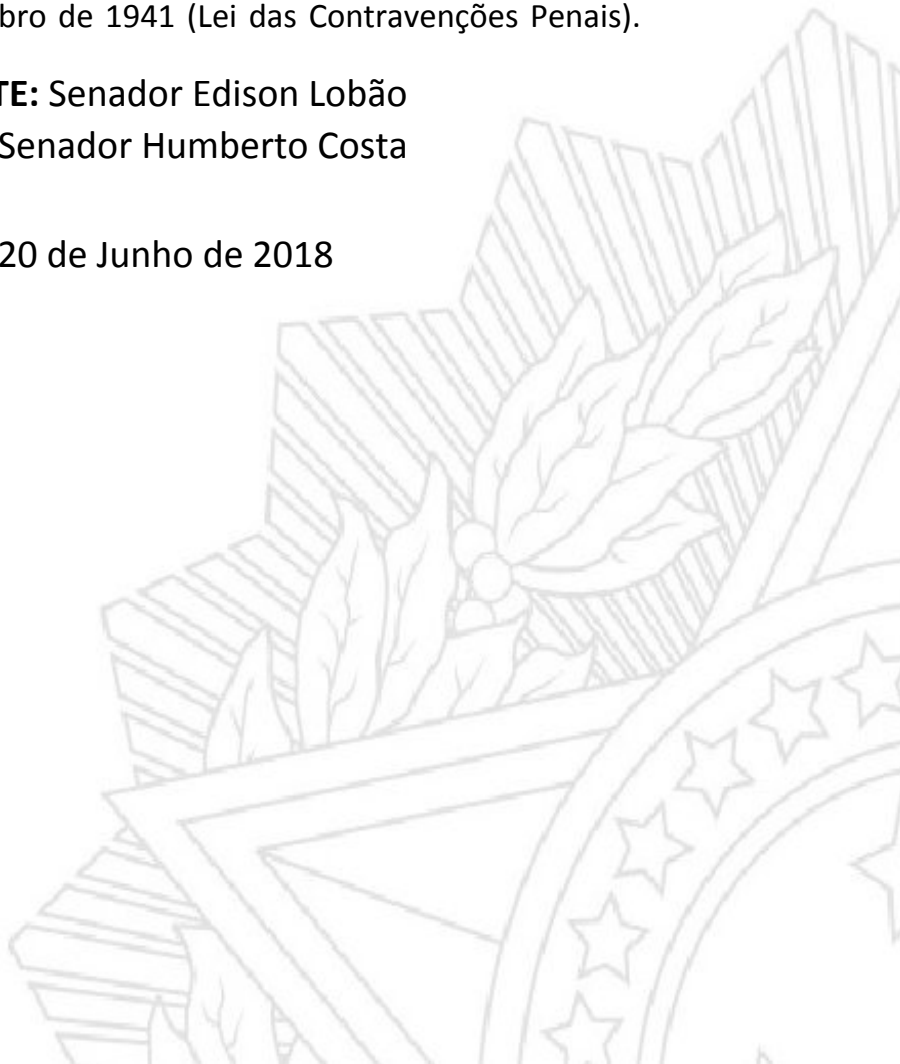 bro de 1941 (Lei das Contravenções Penais).
TE: Senador Edison Lobão
Senador Humberto Costa
20 de Junho de 2018